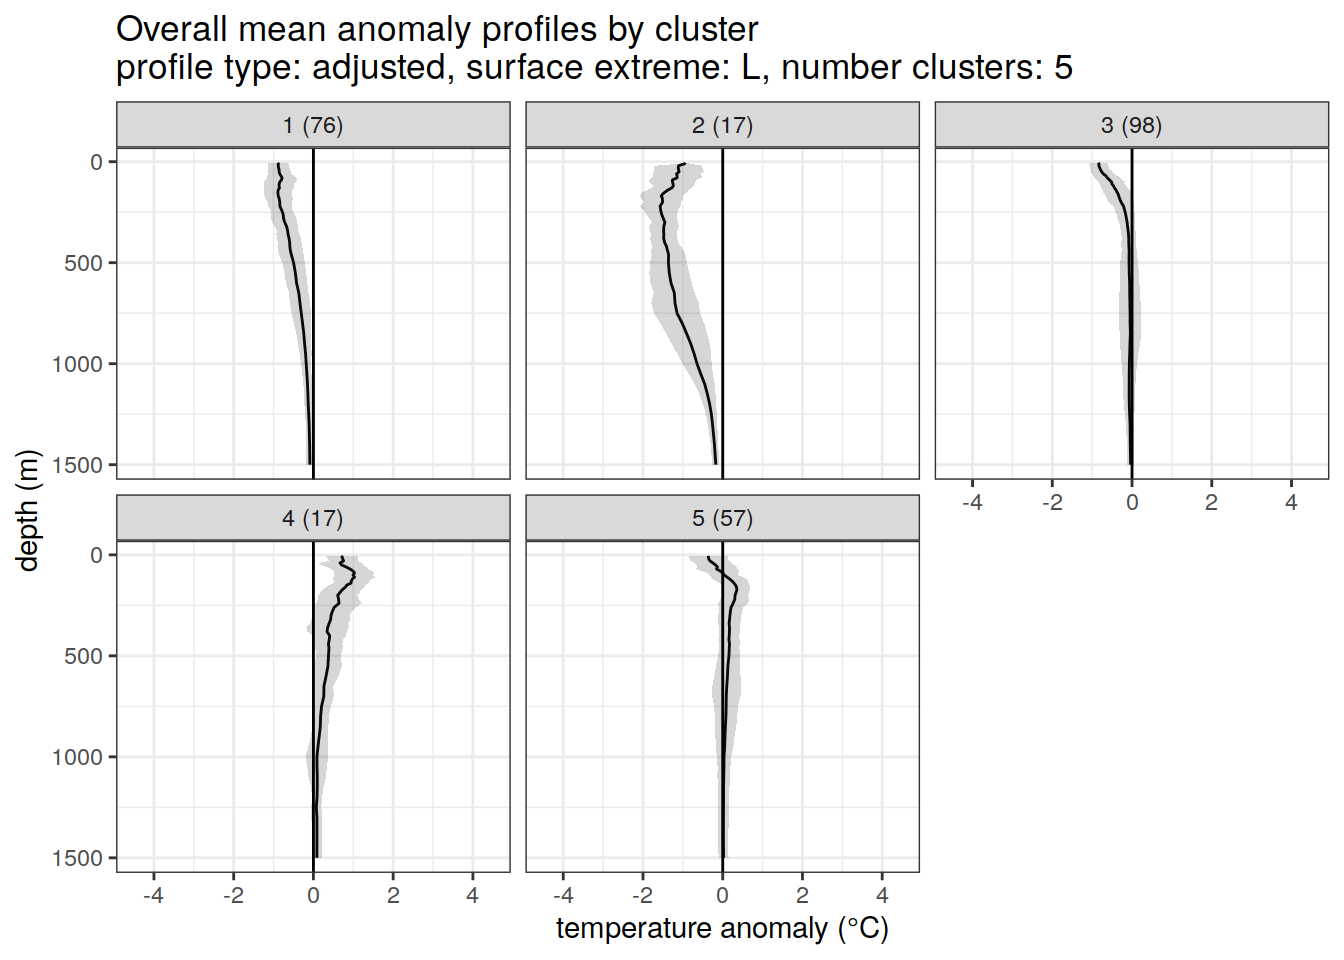 Overall mean anomaly profiles by cluster
profile type: adjusted, surface extreme: L, number clusters: 5
1 (76)
2 (17)
3 (98)
0
500
1000
1500
-4 -2 0 2 4
4 (17)
5 (57)
0
500
1000
1500
-4 -2 0 2 4
-4 -2 0 2 4
depth (m)
temperature anomaly (°C)